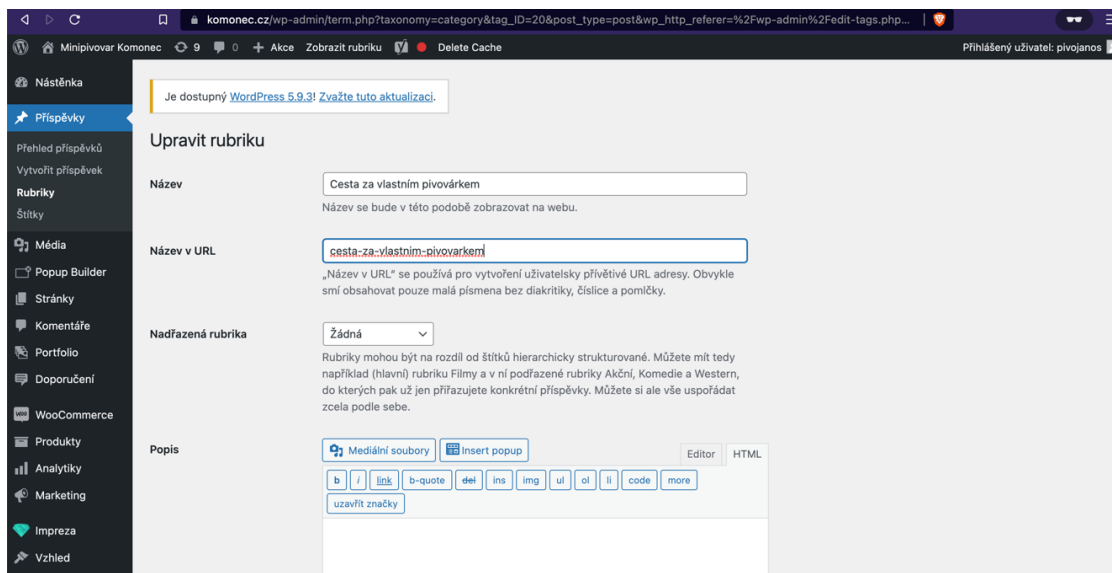 komonec.cz/wp-admin/term.php?taxonomy=category&tag_ID=20&post_type=post&wp_http_referer=%2Fwp-admin%2Fedit-tags.php...
Minipivovar Komonec 9 0 + Akce Zobrazit rubriku Delete Cache Přihlášený uživatel: pivojanos
Nástěnka
Příspěvky
Přehled příspěvků
Vytvořit příspěvek
Rubriky
Štítky
Média
Popup Builder
Stránky
Komentáře
Portfolio
Doporučení
WooCommerce
Produkty
Analytiky
Marketing
Impreza
Vzhled
Je dostupný WordPress 5.9.3! Zvažte tuto aktualizaci.
Upravit rubriku
Název
Cesta za vlastním pivovárkem
Název se bude v této podobě zobrazovat na webu.
Název v URL
cesta-za-vlastnim-pivovarkem
„Název v URL“ se používá pro vytvoření uživatelsky přívětivé URL adresy. Obvykle
smí obsahovat pouze malá písmena bez diakritiky, číslice a pomlčky.
Nadřazená rubrika
Žádná
Rubriky mohou být na rozdíl od štítků hierarchicky strukturované. Můžete mít tedy
například (hlavní) rubriku Filmy a v ní podřazené rubriky Akční, Komedie a Western,
do kterých pak už jen přiřazujete konkrétní příspěvky. Můžete si ale vše uspořádat
zcela podle sebe.
Popis
Mediální soubory Insert popup Editor HTML
b i link b-quote del ins img ul ol li code more
uzavřít značky